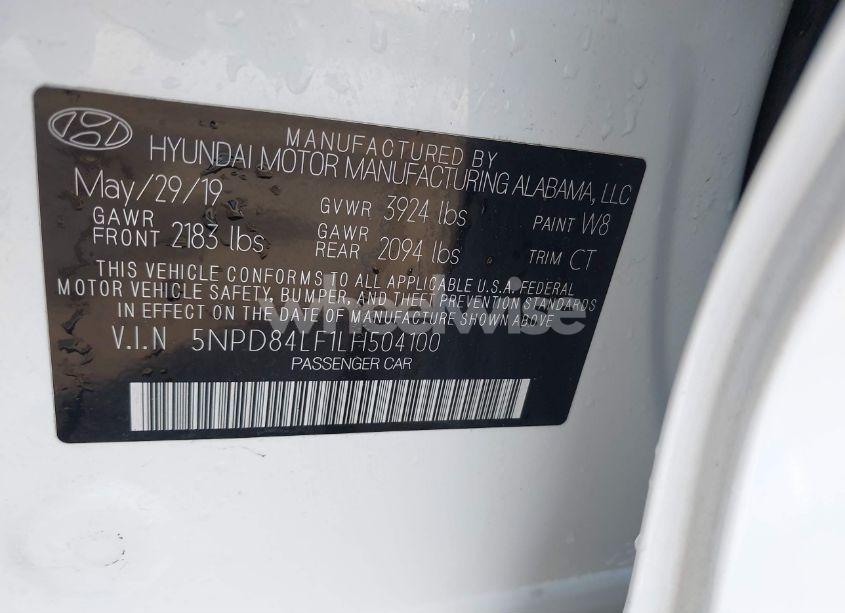 MANUFACTURED BY
HYUNDAI MOTOR MANUFACTURING ALABAMA, LLC
May/29/19 GVWR 3924 lbs PAINT W8
GAWR FRONT 2183 lbs GAWR REAR 2094 lbs TRIM CT
THIS VEHICLE CONFORMS TO ALL APPLICABLE U.S.A. FEDERAL
MOTOR VEHICLE SAFETY, BUMPER, AND THEFT PREVENTION STANDARDS
IN EFFECT ON THE DATE OF MANUFACTURE SHOWN ABOVE
V.I.N 5NPD84LF1LH504100
PASSENGER CAR
wheelwise